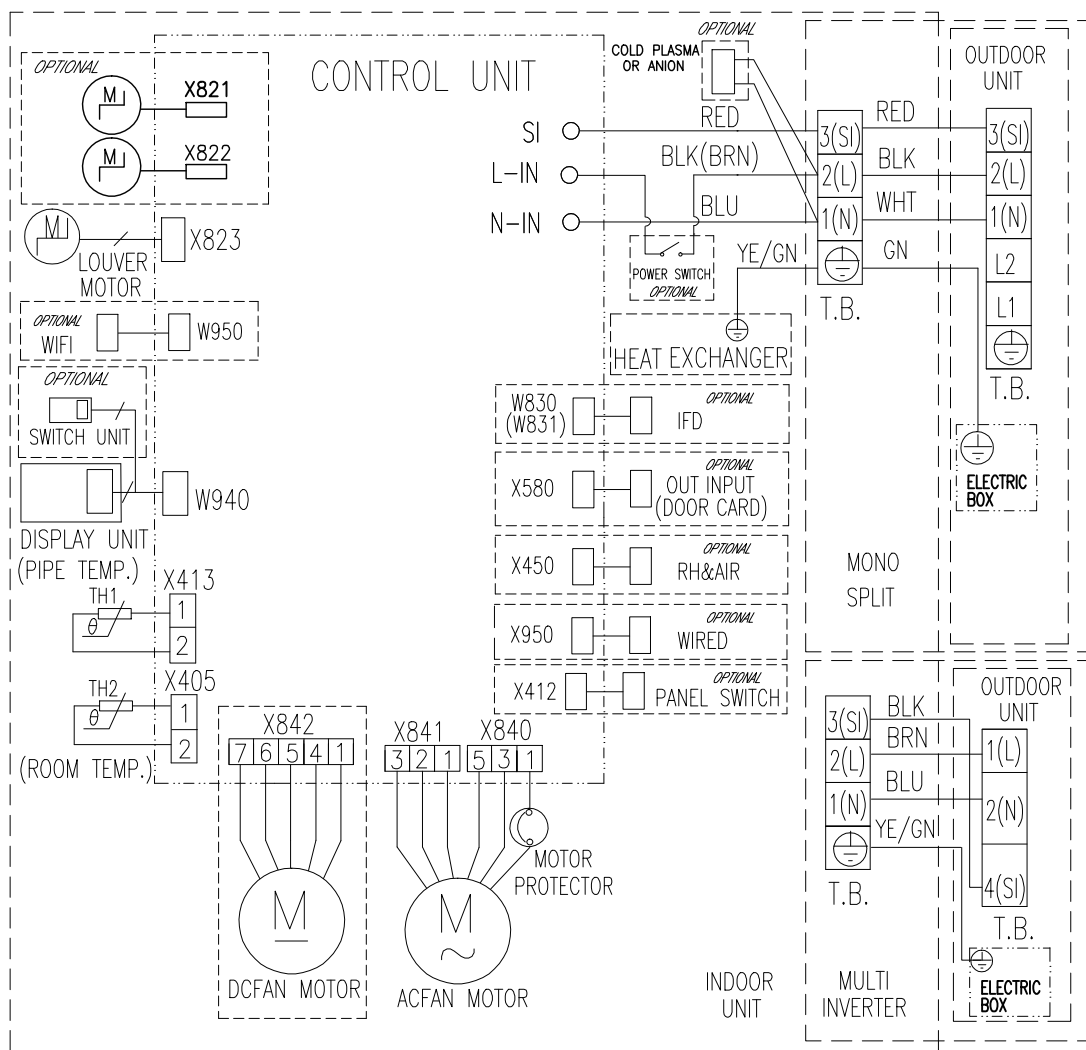 OPTIONAL
M
X821
M
X822
CONTROL UNIT
OPTIONAL
COLD PLASMA
OR ANION
OUTDOOR
UNIT
SI
RED
L-IN
BLK(BRN)
N-IN
BLU
3(SI)
2(L)
1(N)
T.B.
RED
BLK
WHT
GN
3(SI)
2(L)
1(N)
L2
L1
T.B.
M
X823
LOUVER
MOTOR
POWER SWITCH
OPTIONAL
YE/GN
OPTIONAL
WIFI
W950
HEAT EXCHANGER
OPTIONAL
SWITCH UNIT
W830
(W831)
OPTIONAL
IFD
ELECTRIC
BOX
W940
DISPLAY UNIT
(PIPE TEMP.)
X580
OPTIONAL
OUT INPUT
(DOOR CARD)
X413
TH1
θ
1
2
X450
OPTIONAL
RH&AIR
MONO
SPLIT
X950
OPTIONAL
WIRED
X405
TH2
θ
1
2
(ROOM TEMP.)
X412
OPTIONAL
PANEL SWITCH
X842
7 6 5 4 1
X841
3 2 1
X840
5 3 1
MOTOR
PROTECTOR
M
DCFAN MOTOR
M
ACFAN MOTOR
3(SI)
2(L)
1(N)
T.B.
BLK
BRN
BLU
YE/GN
OUTDOOR
UNIT
1(L)
2(N)
4(SI)
T.B.
ELECTRIC
BOX
INDOOR
UNIT
MULTI
INVERTER